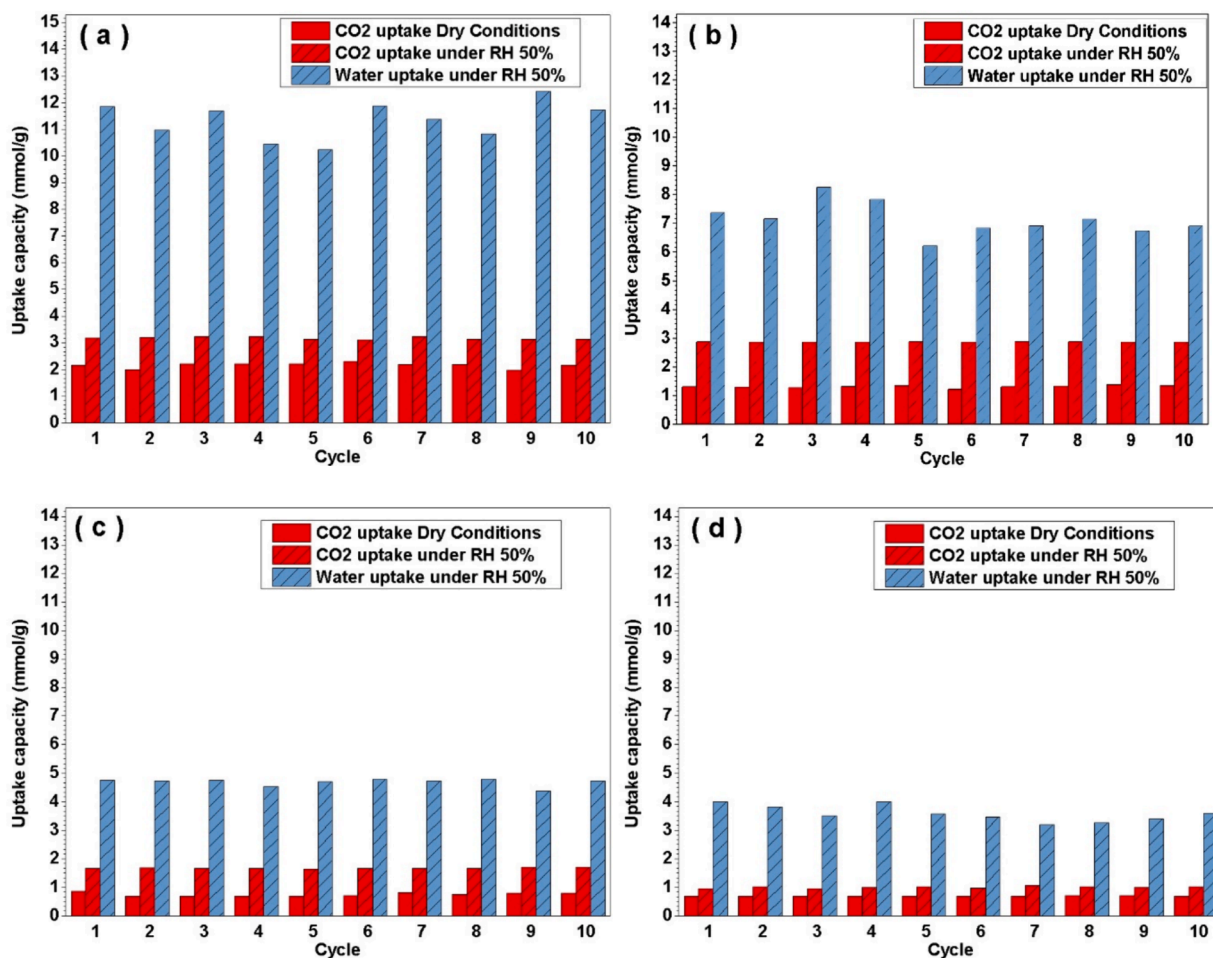 ( a )
CO2 uptake Dry Conditions
CO2 uptake under RH 50%
Water uptake under RH 50%
Uptake capacity (mmol/g)
15
14
13
12
11
10
9
8
7
6
5
4
3
2
1
0
1 2 3 4 5 6 7 8 9 10
Cycle
( b )
CO2 uptake Dry Conditions
CO2 uptake under RH 50%
Water uptake under RH 50%
Uptake capacity (mmol/g)
14
13
12
11
10
9
8
7
6
5
4
3
2
1
0
1 2 3 4 5 6 7 8 9 10
Cycle
( c )
CO2 uptake Dry Conditions
CO2 uptake under RH 50%
Water uptake under RH 50%
Uptake capacity (mmol/g)
14
13
12
11
10
9
8
7
6
5
4
3
2
1
0
1 2 3 4 5 6 7 8 9 10
Cycle
( d )
CO2 uptake Dry Conditions
CO2 uptake under RH 50%
Water uptake under RH 50%
Uptake capacity (mmol/g)
14
13
12
11
10
9
8
7
6
5
4
3
2
1
0
1 2 3 4 5 6 7 8 9 10
Cycle